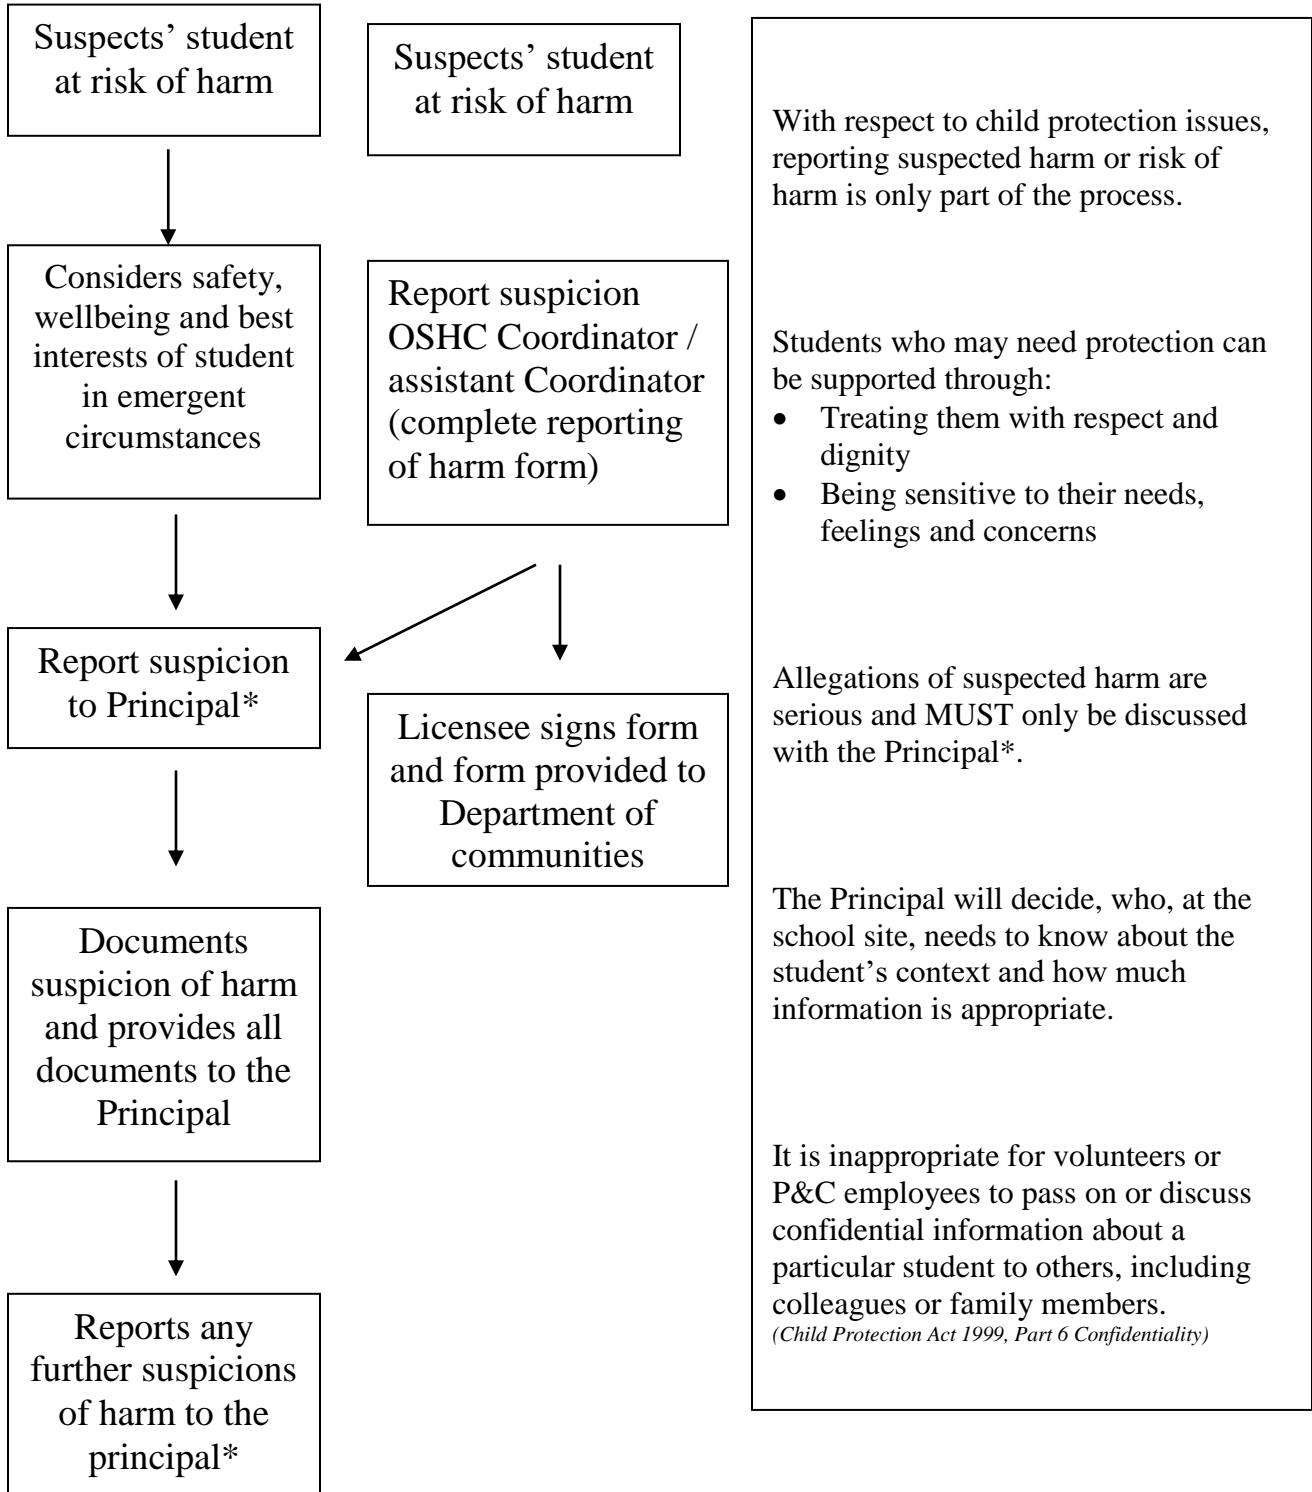 Suspects’ student
at risk of harm
Considers safety,
wellbeing and best
interests of student
in emergent
circumstances
Report suspicion
to Principal*
Documents
suspicion of harm
and provides all
documents to the
Principal
Reports any
further suspicions
of harm to the
principal*
Suspects’ student
at risk of harm
Report suspicion
OSHC Coordinator /
assistant Coordinator
(complete reporting
of harm form)
Licensee signs form
and form provided to
Department of
communities
With respect to child protection issues,
reporting suspected harm or risk of
harm is only part of the process.
Students who may need protection can
be supported through:
• Treating them with respect and
dignity
• Being sensitive to their needs,
feelings and concerns
Allegations of suspected harm are
serious and MUST only be discussed
with the Principal*.
The Principal will decide, who, at the
school site, needs to know about the
student’s context and how much
information is appropriate.
It is inappropriate for volunteers or
P&C employees to pass on or discuss
confidential information about a
particular student to others, including
colleagues or family members.
(Child Protection Act 1999, Part 6 Confidentiality)